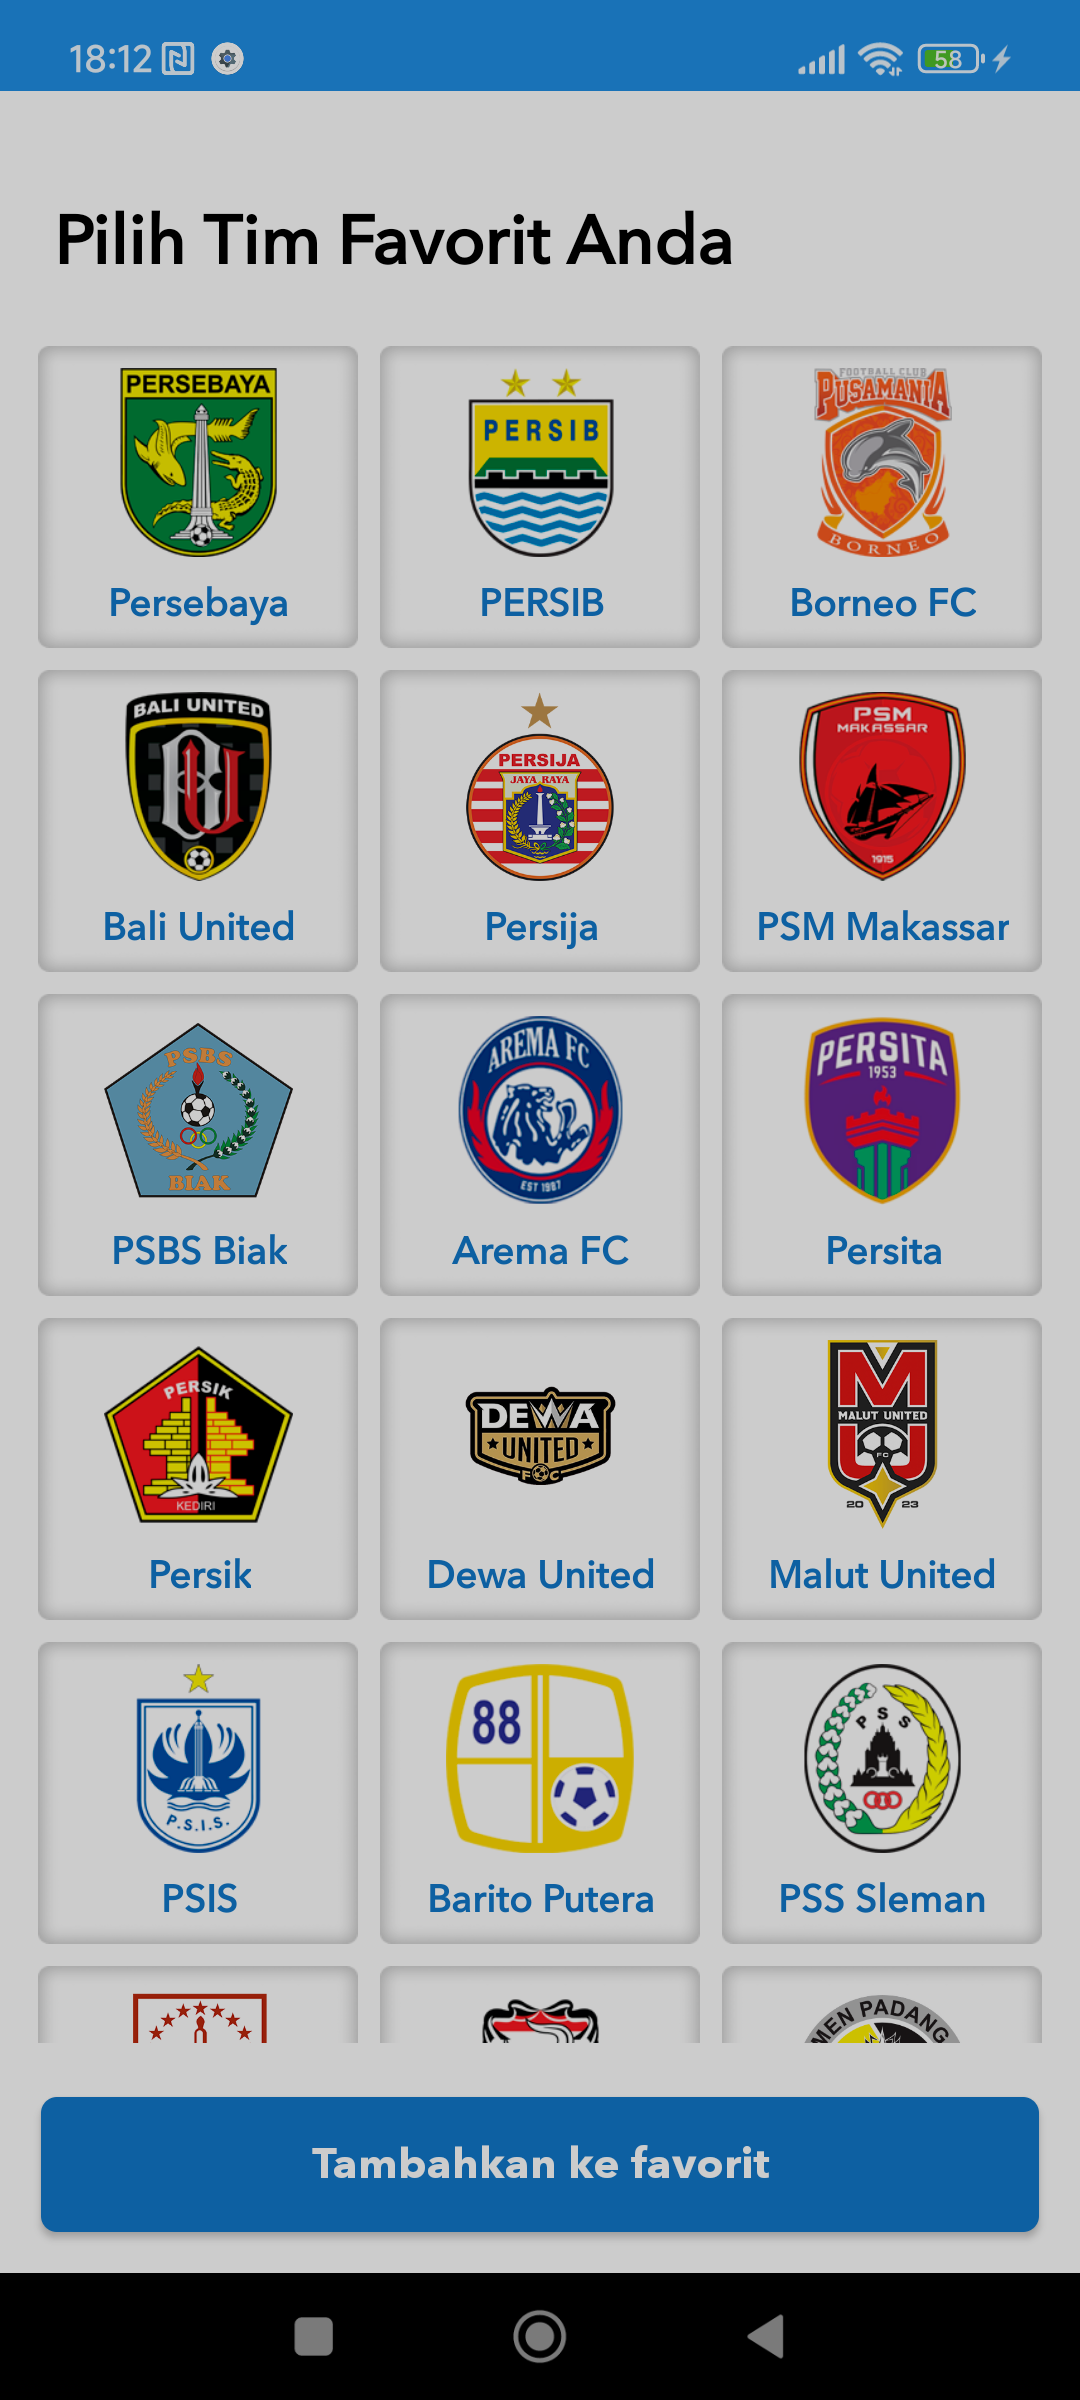 18:12
58
Pilih Tim Favorit Anda
PERSEBAYA
Persebaya
PERSIB
PERSIB
FOOTBALL CLUB
PUSAMANIA
BORNEO
Borneo FC
BALI UNITED
BU
Bali United
PERSIJA
JAYA RAYA
Persija
PSM
MAKASSAR
1915
PSM Makassar
PSBS
BIAK
PSBS Biak
AREMA FC
EST 1987
Arema FC
PERSITA
1953
Persita
PERSIK
KEDIRI
Persik
DEWA
UNITED
FC
Dewa United
M
MALUT UNITED
U
FC
20 23
Malut United
P.S.I.S.
PSIS
88
Barito Putera
PSS
PSS Sleman
MEN PADANG
Tambahkan ke favorit